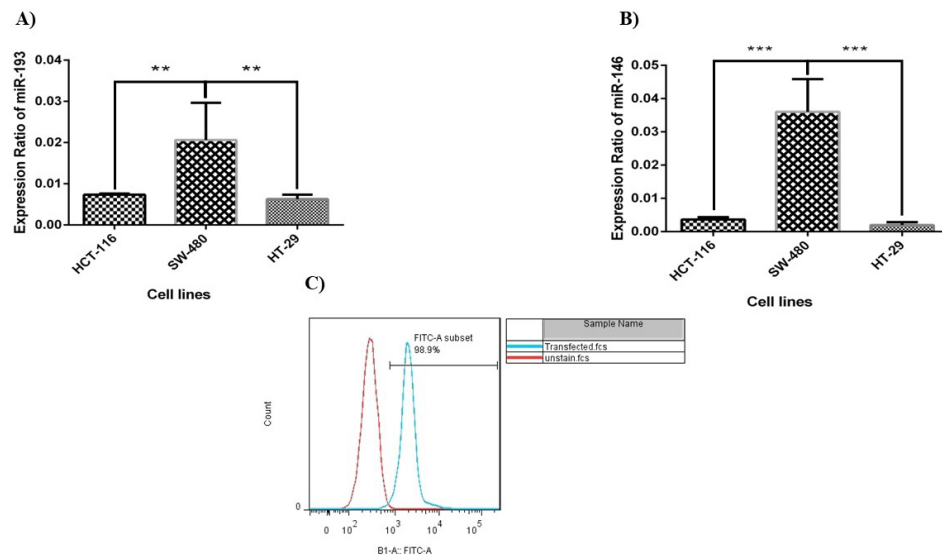 A)
Expression Ratio of miR-193
0.04
0.03
0.02
0.01
0.00
** **
HCT-116
SW-480
HT-29
Cell lines
B)
Expression Ratio of miR-146
0.05
0.04
0.03
0.02
0.01
0.00
*** ***
HCT-116
SW-480
HT-29
Cell lines
C)
Count
0
FITC-A subset
98.9%
0 10^2 10^3 10^4 10^5
B1-A:: FITC-A
Sample Name
Transfected.fcs
unstain.fcs